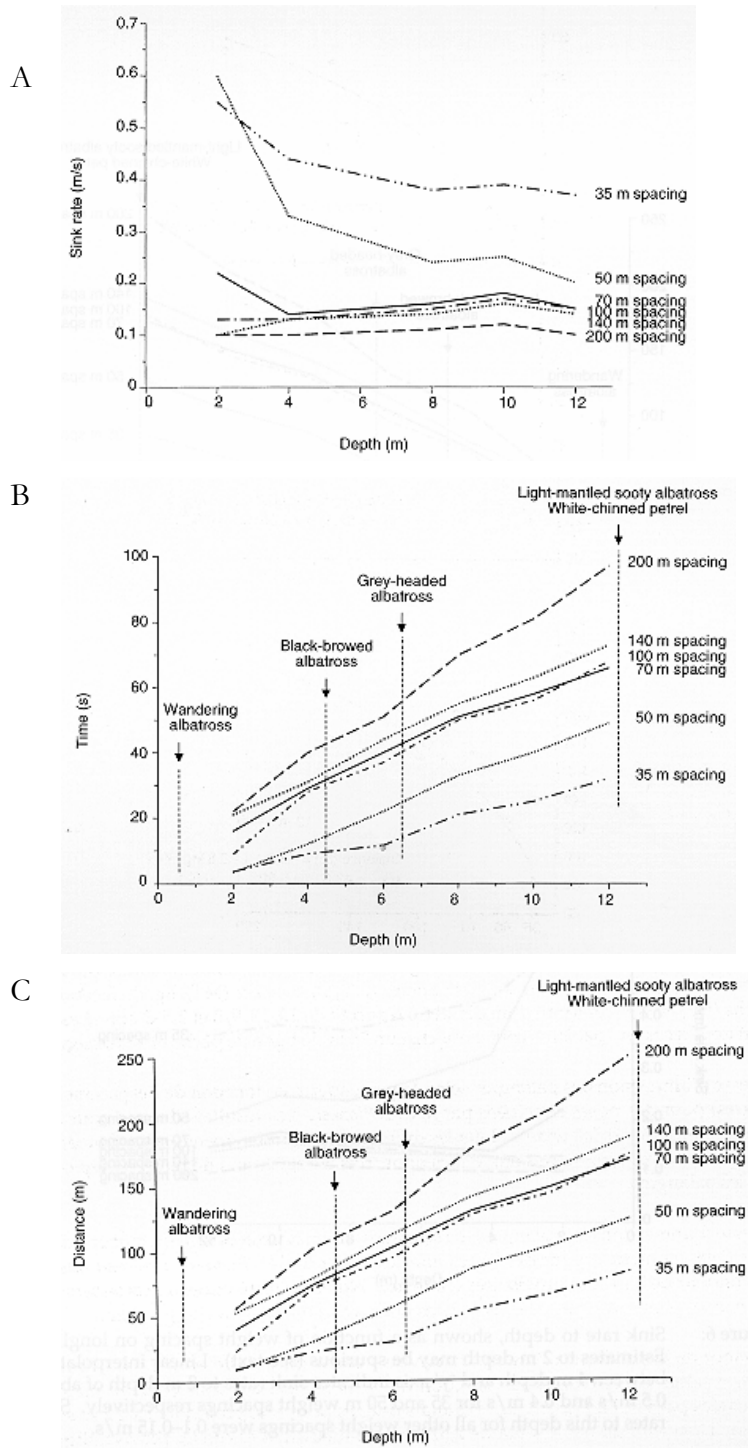 A
0.7
0.6
0.5
0.4
0.3
0.2
0.1
0
Sink rate (m/s)
35 m spacing
50 m spacing
70 m spacing
100 m spacing
140 m spacing
200 m spacing
0 2 4 6 8 10 12
Depth (m)
B
Light-mantled sooty albatross
White-chinned petrel
100
80
60
40
20
0
Time (s)
Wandering
albatross
Black-browed
albatross
Grey-headed
albatross
200 m spacing
140 m spacing
100 m spacing
70 m spacing
50 m spacing
35 m spacing
0 2 4 6 8 10 12
Depth (m)
C
Light-mantled sooty albatross
White-chinned petrel
250
200
150
100
50
0
Distance (m)
Wandering
albatross
Black-browed
albatross
Grey-headed
albatross
200 m spacing
140 m spacing
100 m spacing
70 m spacing
50 m spacing
35 m spacing
0 2 4 6 8 10 12
Depth (m)